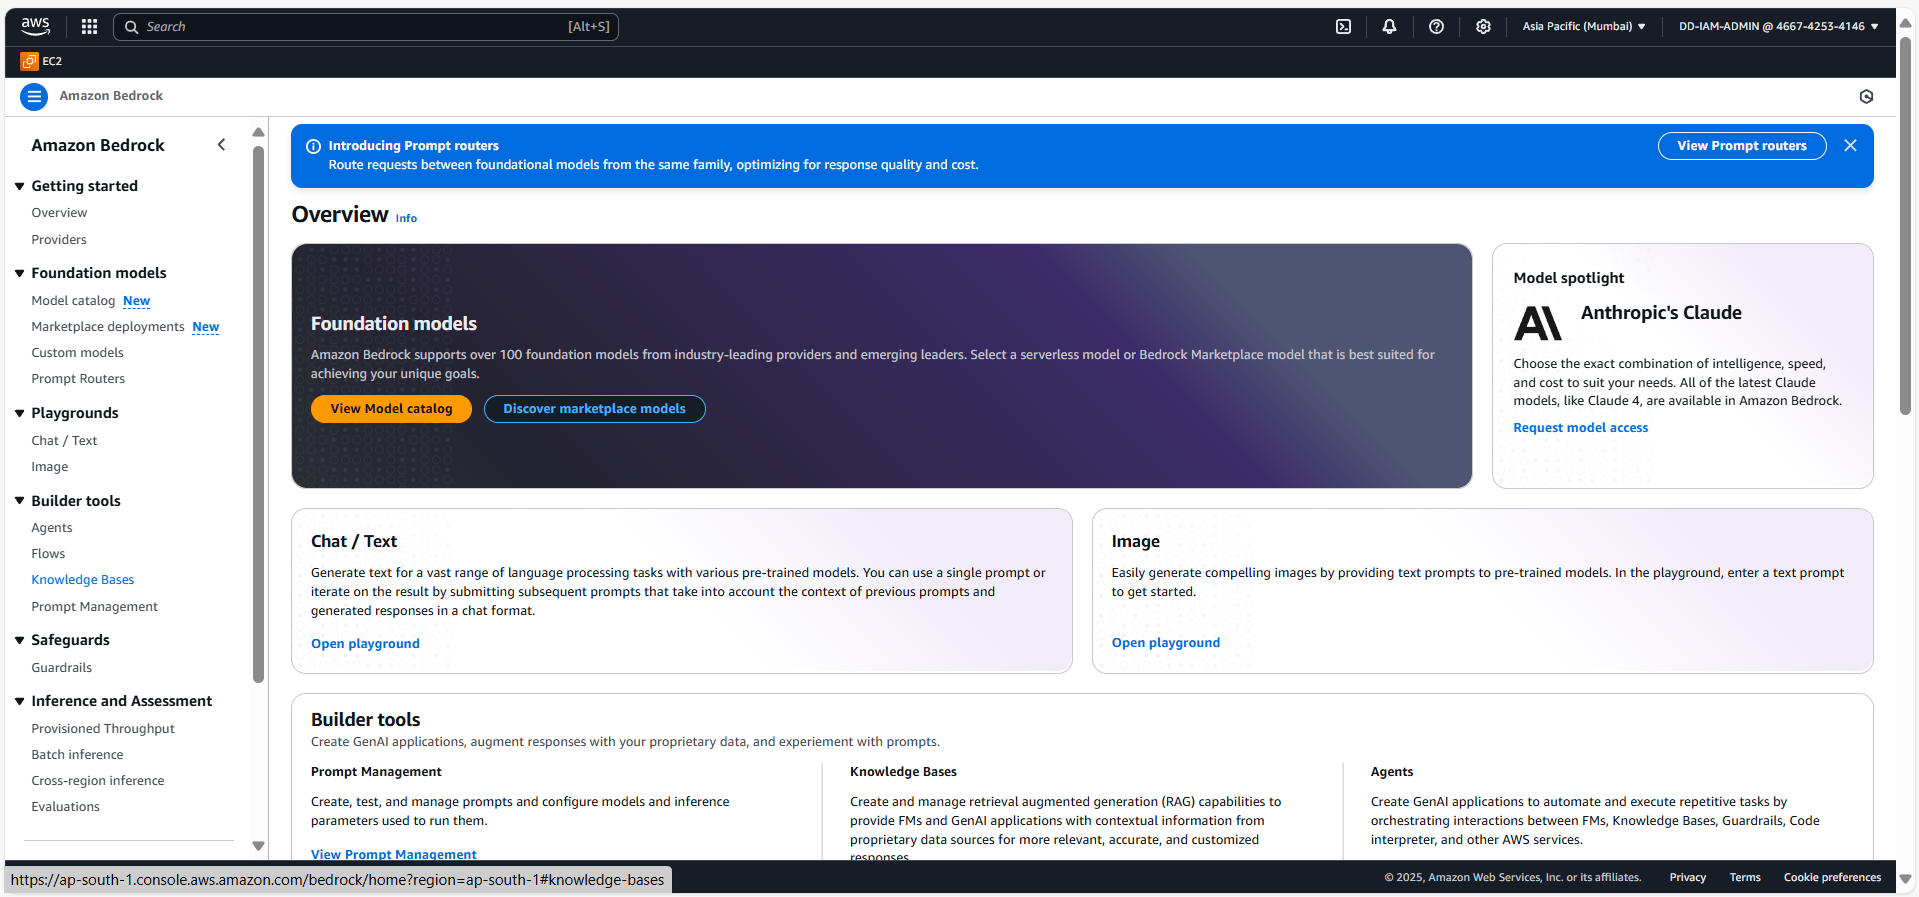 aws
Search [Alt+S]
Asia Pacific (Mumbai) ▼
DD-IAM-ADMIN @ 4667-4253-4146 ▼
EC2
Amazon Bedrock
Amazon Bedrock
Getting started
Overview
Providers
Foundation models
Model catalog New
Marketplace deployments New
Custom models
Prompt Routers
Playgrounds
Chat / Text
Image
Builder tools
Agents
Flows
Knowledge Bases
Prompt Management
Safeguards
Guardrails
Inference and Assessment
Provisioned Throughput
Batch inference
Cross-region inference
Evaluations
Introducing Prompt routers
Route requests between foundational models from the same family, optimizing for response quality and cost.
View Prompt routers
Overview Info
Foundation models
Amazon Bedrock supports over 100 foundation models from industry-leading providers and emerging leaders. Select a serverless model or Bedrock Marketplace model that is best suited for
achieving your unique goals.
View Model catalog
Discover marketplace models
Model spotlight
Anthropic's Claude
Choose the exact combination of intelligence, speed,
and cost to suit your needs. All of the latest Claude
models, like Claude 4, are available in Amazon Bedrock.
Request model access
Chat / Text
Generate text for a vast range of language processing tasks with various pre-trained models. You can use a single prompt or
iterate on the result by submitting subsequent prompts that take into account the context of previous prompts and
generated responses in a chat format.
Open playground
Image
Easily generate compelling images by providing text prompts to pre-trained models. In the playground, enter a text prompt
to get started.
Open playground
Builder tools
Create GenAI applications, augment responses with your proprietary data, and experiement with prompts.
Prompt Management
Create, test, and manage prompts and configure models and inference
parameters used to run them.
View Prompt Management
Knowledge Bases
Create and manage retrieval augmented generation (RAG) capabilities to
provide FMs and GenAI applications with contextual information from
proprietary data sources for more relevant, accurate, and customized
responses
Agents
Create GenAI applications to automate and execute repetitive tasks by
orchestrating interactions between FMs, Knowledge Bases, Guardrails, Code
interpreter, and other AWS services.
https://ap-south-1.console.aws.amazon.com/bedrock/home?region=ap-south-1#knowledge-bases
© 2025, Amazon Web Services, Inc. or its affiliates.
Privacy
Terms
Cookie preferences